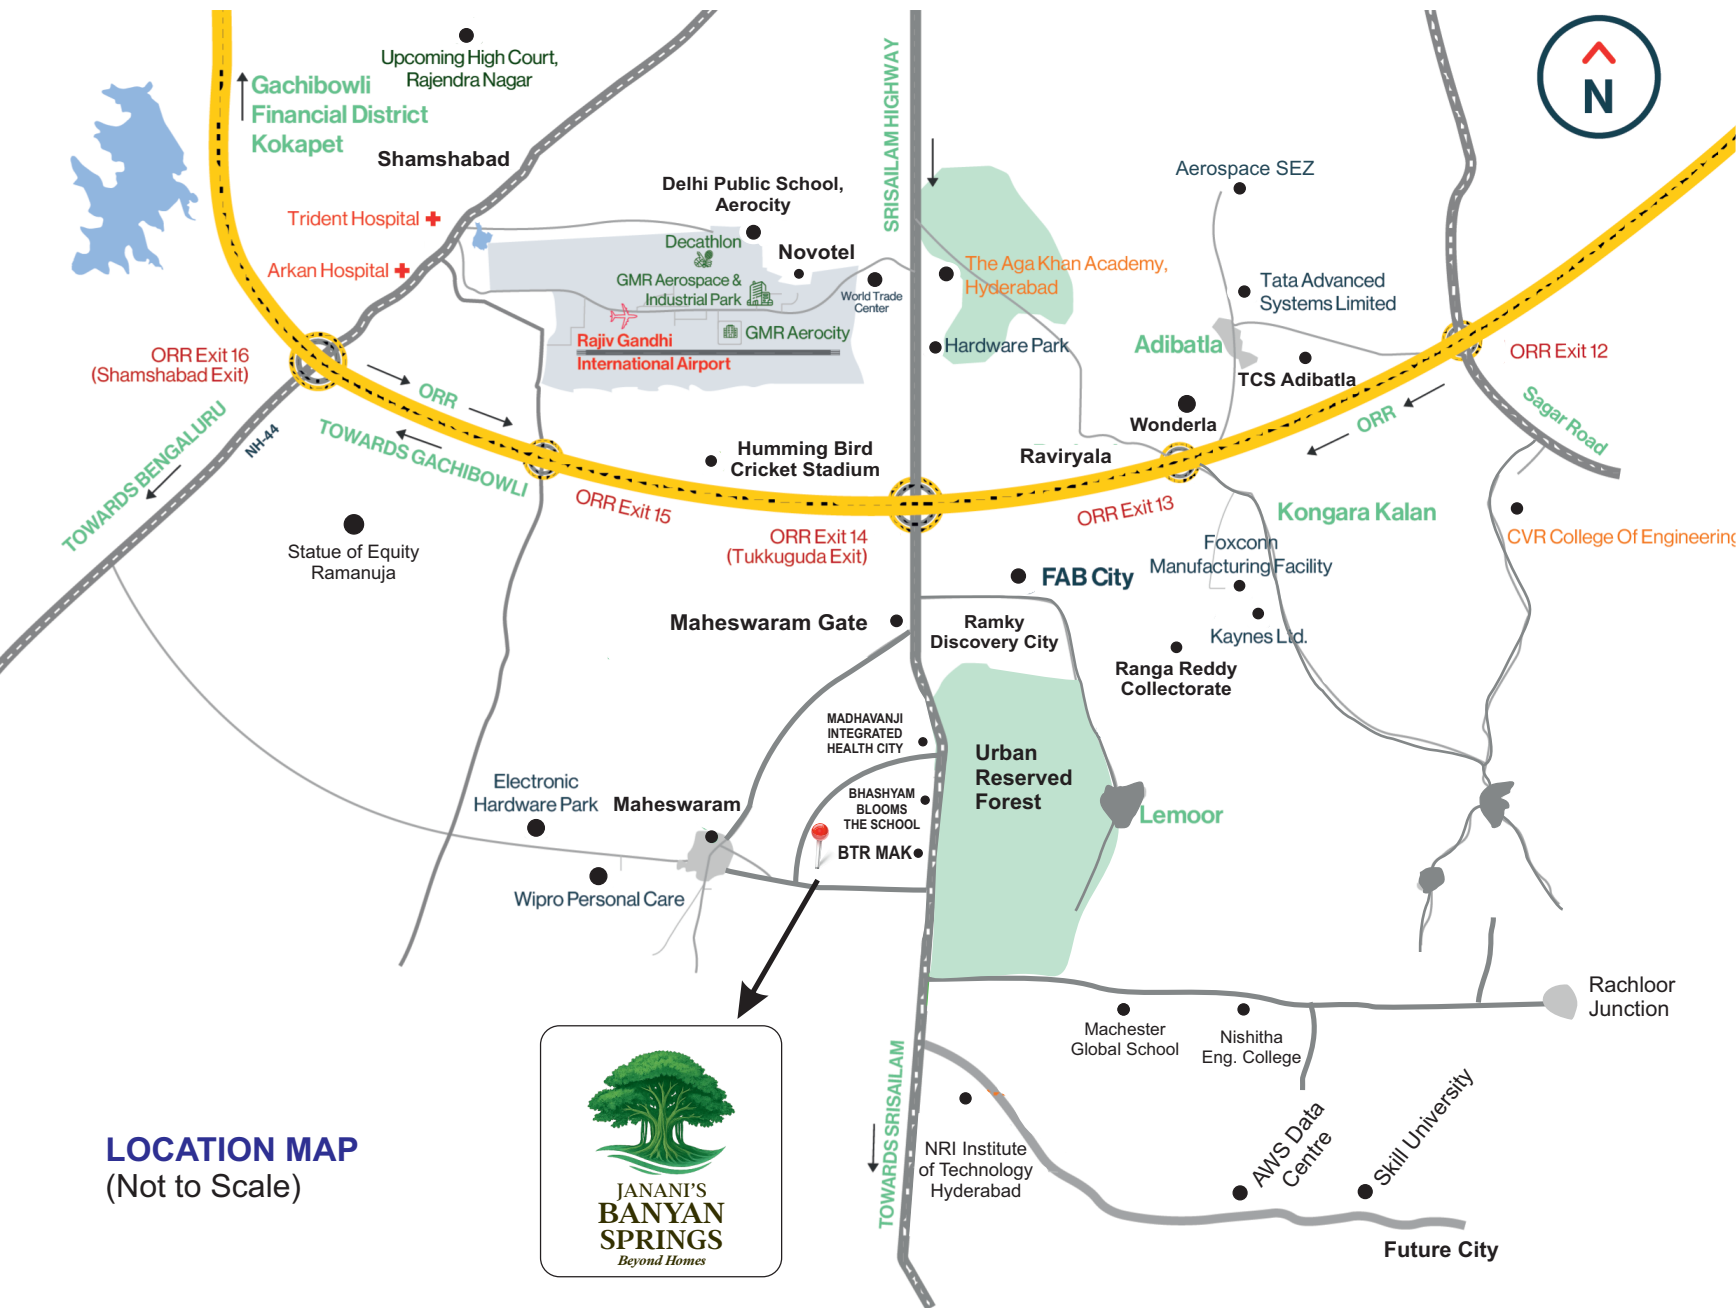 Upcoming High Court,
Rajendra Nagar
Gachibowli
Financial District
Kokapet
Shamshabad
Trident Hospital
Arkan Hospital
Delhi Public School,
Aerocity
Decathlon
Novotel
GMR Aerospace &
Industrial Park
World Trade
Center
GMR Aerocity
Rajiv Gandhi
International Airport
SRISAILAM HIGHWAY
The Aga Khan Academy,
Hyderabad
Hardware Park
Aerospace SEZ
Tata Advanced
Systems Limited
Adibatla
TCS Adibatla
Wonderla
Raviryala
N
ORR Exit 12
Sagar Road
ORR
ORR Exit 16
(Shamshabad Exit)
ORR
TOWARDS GACHIBOWLI
TOWARDS BENGALURU
NH-44
Humming Bird
Cricket Stadium
ORR Exit 15
ORR Exit 14
(Tukkuguda Exit)
ORR Exit 13
Kongara Kalan
CVR College Of Engineering
Statue of Equity
Ramanuja
Foxconn
Manufacturing Facility
FAB City
Kaynes Ltd.
Maheswaram Gate
Ramky
Discovery City
Ranga Reddy
Collectorate
MADHAVANJI
INTEGRATED
HEALTH CITY
Urban
Reserved
Forest
Electronic
Hardware Park
Maheswaram
BHASHYAM
BLOOMS
THE SCHOOL
BTR MAK
Lemoor
Wipro Personal Care
Rachloor
Junction
Machester
Global School
Nishitha
Eng. College
TOWARDS SRISAILAM
NRI Institute
of Technology
Hyderabad
AWS Data
Centre
Skill University
Future City
LOCATION MAP
(Not to Scale)
JANANI'S
BANYAN
SPRINGS
Beyond Homes